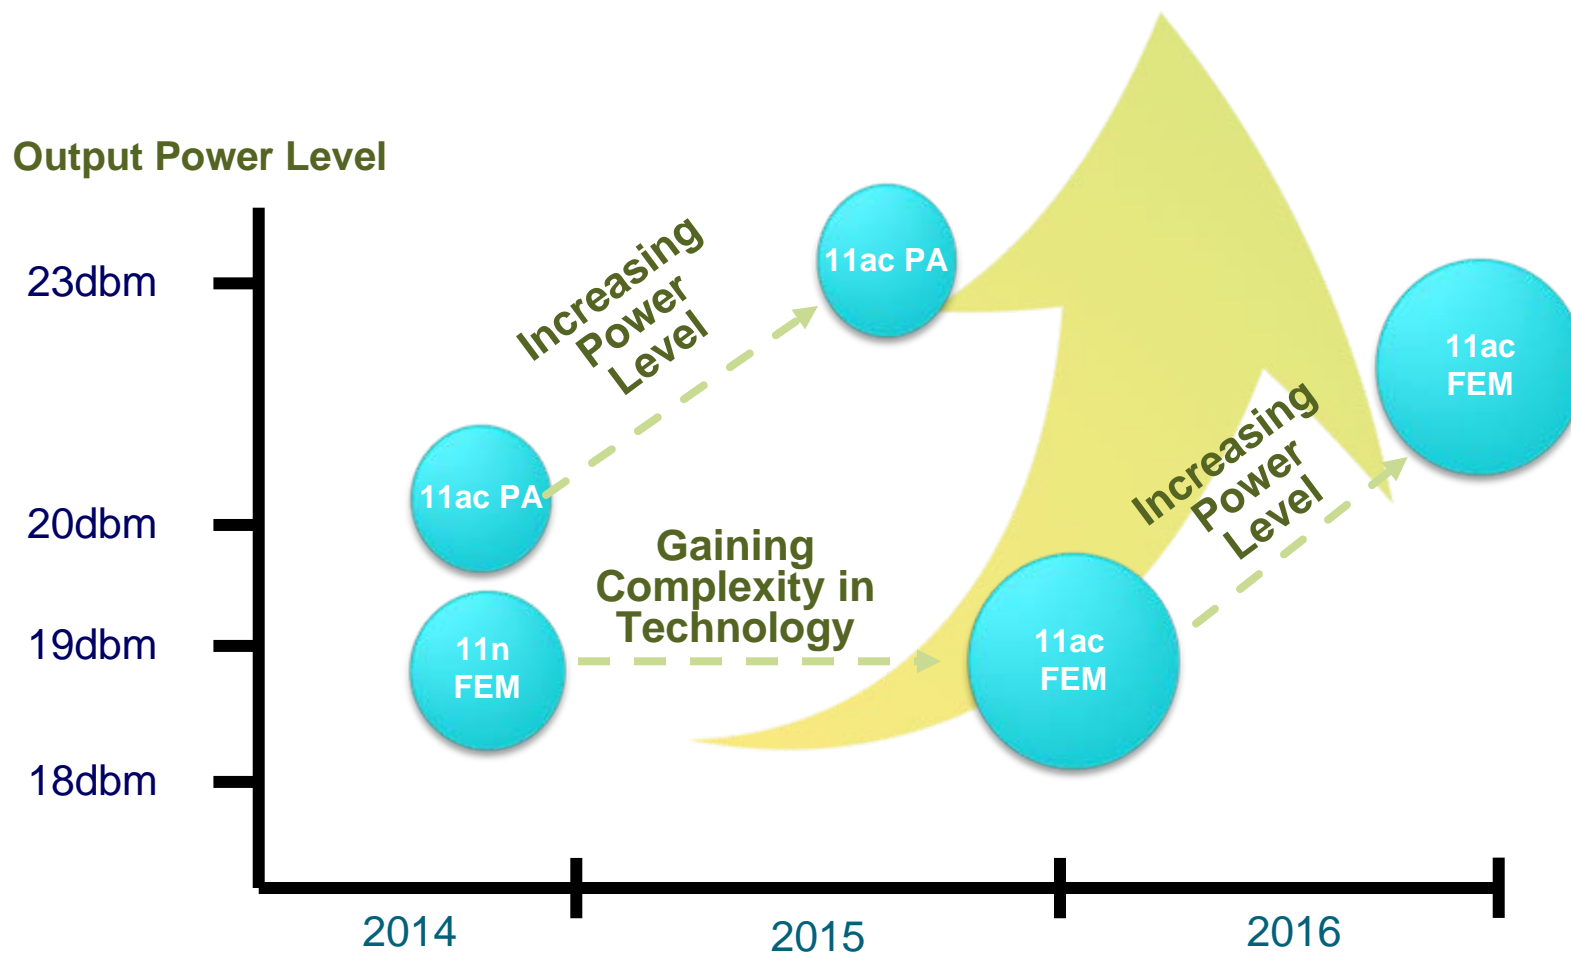 Output Power Level
23dbm
20dbm
19dbm
18dbm
11ac PA
11n
FEM
Increasing
Power
Level
11ac PA
Gaining
Complexity in
Technology
11ac
FEM
Increasing
Power
Level
11ac
FEM
2014
2015
2016